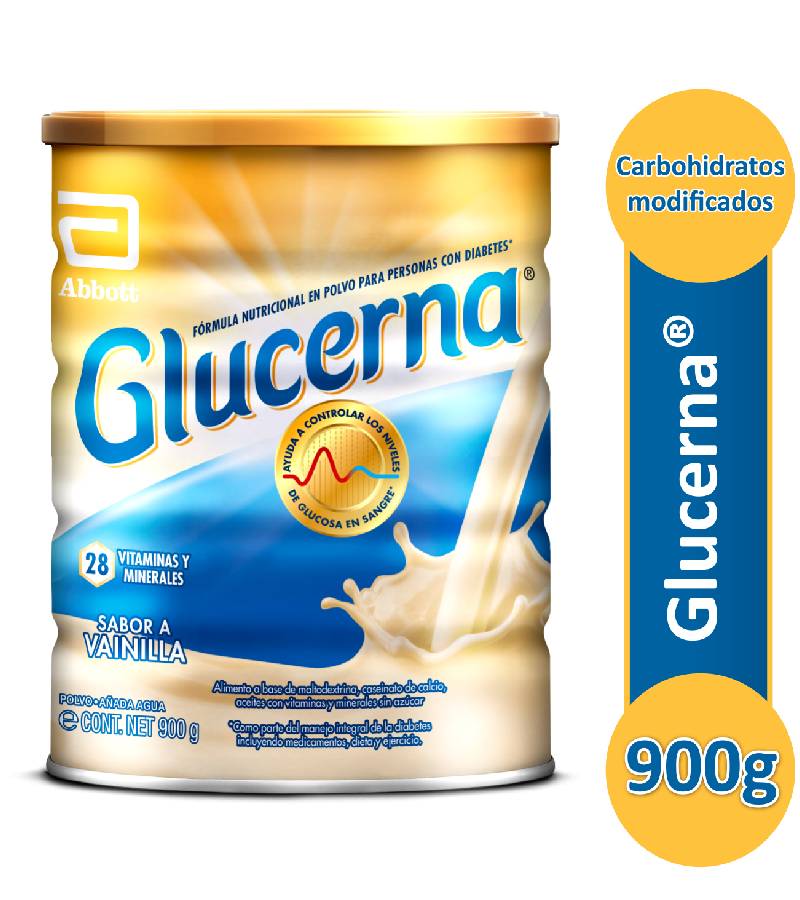 Abbott
FÓRMULA NUTRICIONAL EN POLVO PARA PERSONAS CON DIABETES*
Glucerna®
AYUDA A CONTROLAR LOS NIVELES
DE GLUCOSA EN SANGRE*
28 VITAMINAS Y
MINERALES
SABOR A
VAINILLA
POLVO • AÑADA AGUA
e CONT. NET 900 g
Alimento a base de maltodextrina, caseinato de calcio,
aceites con vitaminas y minerales sin azúcar
*Como parte del manejo integral de la diabetes
incluyendo medicamentos, dieta y ejercicio.
Carbohidratos
modificados
Glucerna®
900g